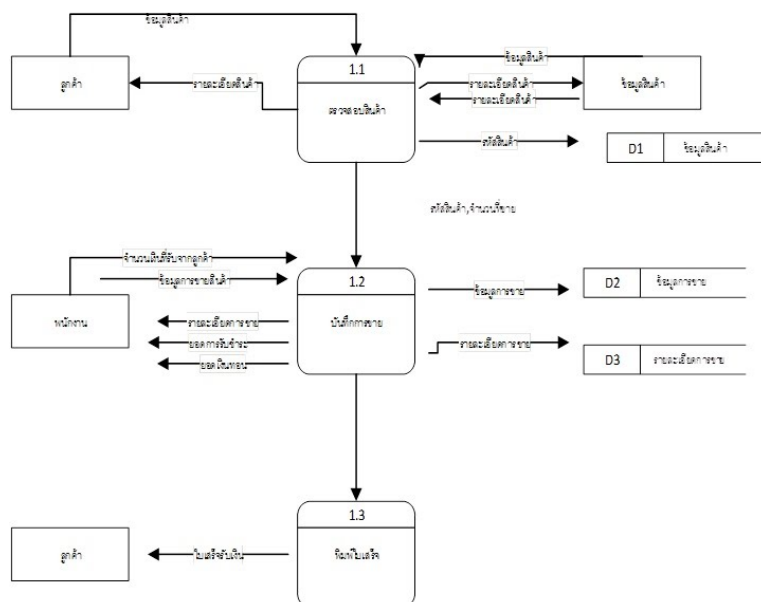 ข้อมูลสินค้า
1.1
ข้อมูลสินค้า
ลูกค้า
รายละเอียดสินค้า
รายละเอียดสินค้า
ข้อมูลสินค้า
รายละเอียดสินค้า
ตรวจสอบสินค้า
รหัสสินค้า
D1
ข้อมูลสินค้า
รหัสสินค้า,จำนวนที่ขาย
จำนวนเงินที่รับจากลูกค้า
ข้อมูลการขายสินค้า
1.2
ข้อมูลการขาย
D2
ข้อมูลการขาย
พนักงาน
รายละเอียดการขาย
บันทึกการขาย
ยอดการรับชำระ
รายละเอียดการขาย
ยอดเงินทอน
D3
รายละเอียดการขาย
1.3
ลูกค้า
ใบเสร็จรับเงิน
พิมพ์ใบเสร็จ